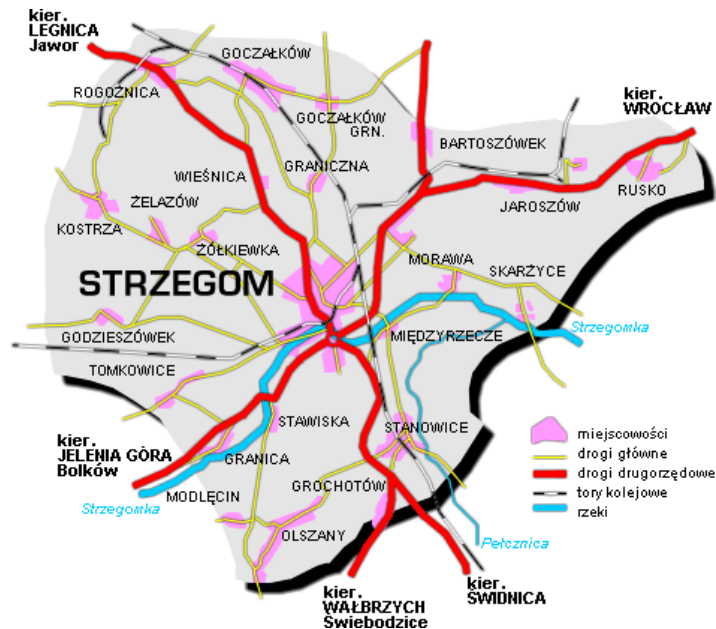 kier.
LEGNICA
Jawor
GOCZAŁKÓW
ROGOŹNICA
kier.
WROCŁAW
GOCZAŁKÓW
GRN.
BARTOSZÓWEK
WIEŚNICA
GRANICZNA
RUSKO
ŻELAZÓW
JAROSZÓW
KOSTRZA
ŻÓŁKIEWKA
MORAWA
SKARŻYCE
STRZEGOM
Strzegomka
GODZIESZÓWEK
MIĘDZYRZECZE
TOMKOWICE
STAWISKA
STANOWICE
kier.
JELENIA GÓRA
Bolków
GRANICA
MODLĘCIN
GROCHOTÓW
Strzegomka
OLSZANY
Pełcznica
miejscowości
drogi główne
drogi drugorzędowe
tory kolejowe
rzeki
kier.
WAŁBRZYCH
Świebodzice
kier.
ŚWIDNICA